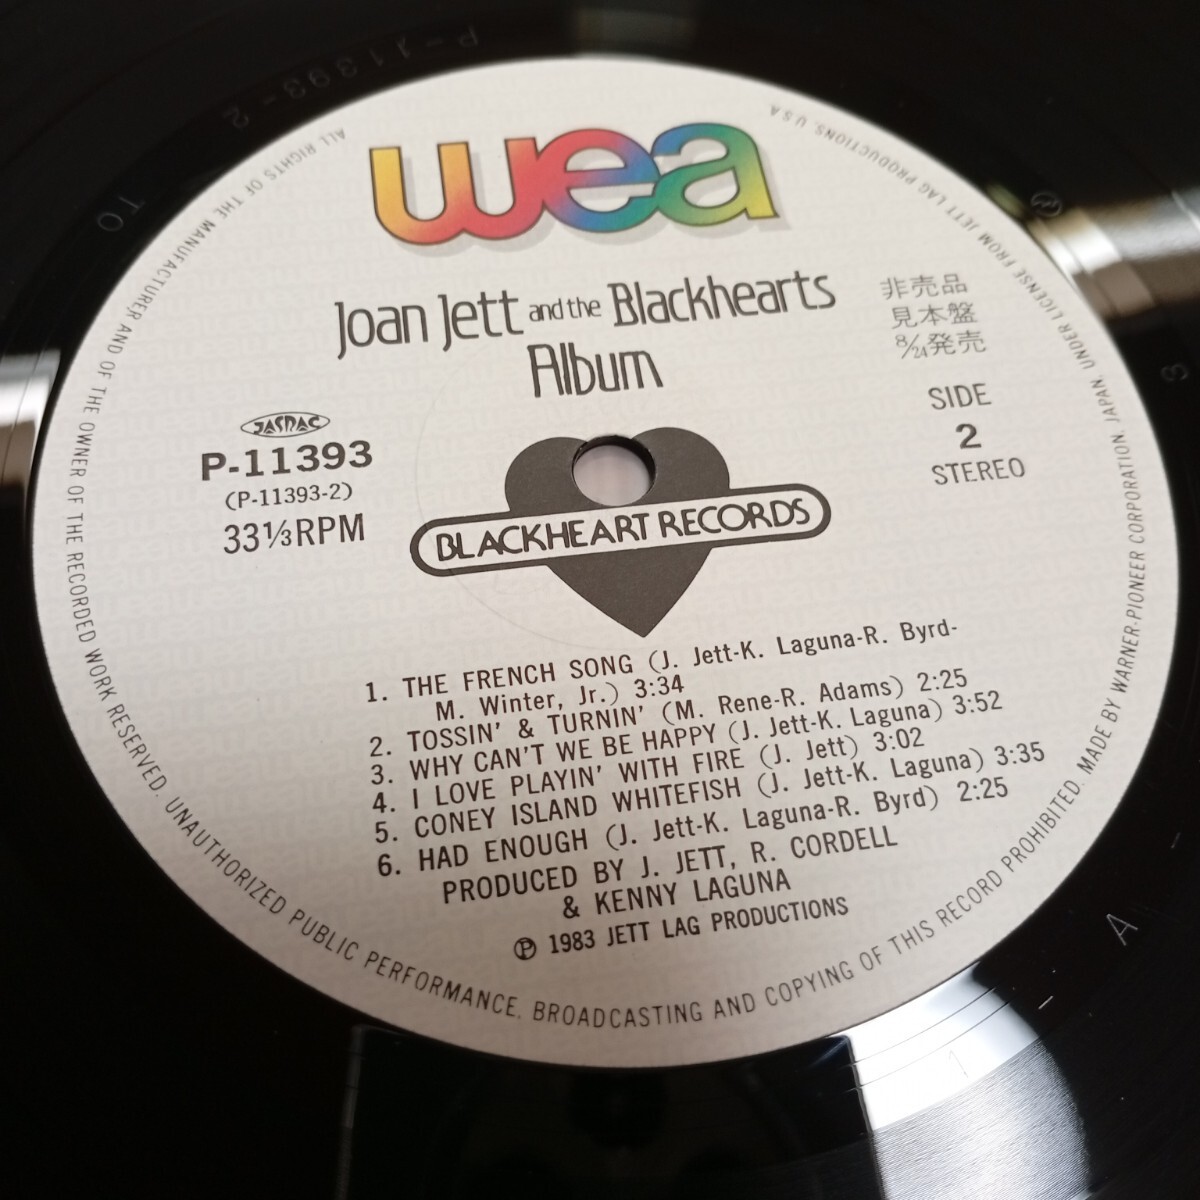 P-11393-2
TO
S
A
1
wea
Joan Jett and the Blackhearts
Album
非売品
見本盤
8/21発売
SIDE
2
STEREO
JASRAC
P-11393
(P-11393-2)
33⅓RPM
BLACKHEART RECORDS
1. THE FRENCH SONG (J. Jett-K. Laguna-R. Byrd-
M. Winter, Jr.) 3:34
2. TOSSIN' & TURNIN' (M. Rene-R. Adams) 2:25
3. WHY CAN'T WE BE HAPPY (J. Jett-K. Laguna) 3:52
4. I LOVE PLAYIN' WITH FIRE (J. Jett) 3:02
5. CONEY ISLAND WHITEFISH (J. Jett-K. Laguna) 3:35
6. HAD ENOUGH (J. Jett-K. Laguna-R. Byrd) 2:25
PRODUCED BY J. JETT, R. CORDELL
& KENNY LAGUNA
Ⓟ 1983 JETT LAG PRODUCTIONS
ALL RIGHTS OF THE MANUFACTURER AND OF THE OWNER OF THE RECORDED WORK RESERVED. UNAUTHORIZED PUBLIC PERFORMANCE, BROADCASTING AND COPYING OF THIS RECORD PROHIBITED. MADE BY WARNER-PIONEER CORPORATION, JAPAN. UNDER LICENSE FROM JETT LAG PRODUCTIONS, U.S.A.